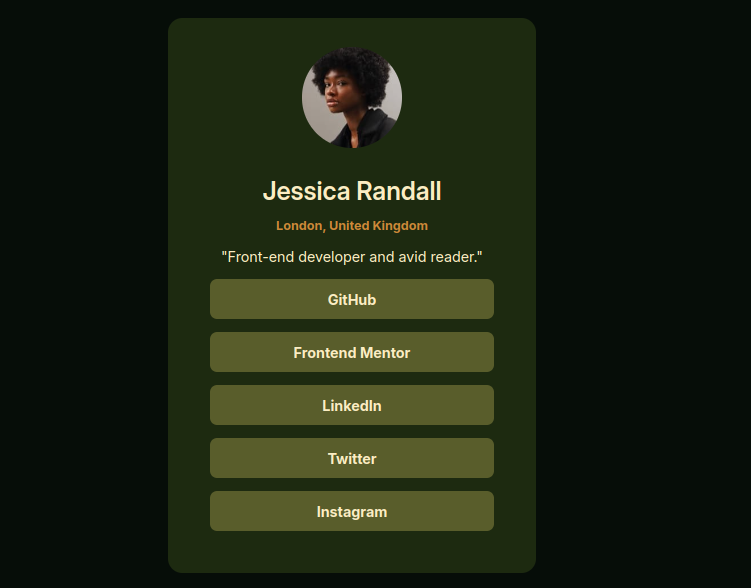 Jessica Randall
London, United Kingdom
"Front-end developer and avid reader."
GitHub
Frontend Mentor
LinkedIn
Twitter
Instagram